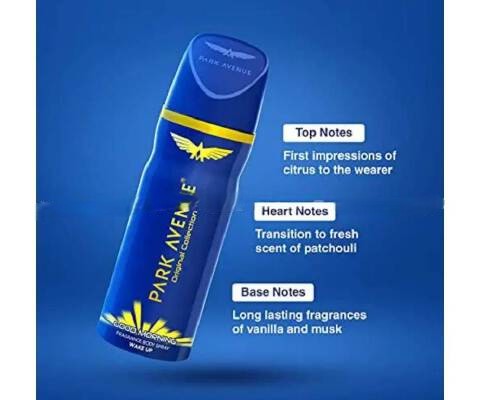 PARK AVENUE
PARK AVENUE
Original Collection
GOOD MORNING
FRAGRANCE BODY SPRAY
WAKE UP
Top Notes
First impressions of
citrus to the wearer
Heart Notes
Transition to fresh
scent of patchouli
Base Notes
Long lasting fragrances
of vanilla and musk